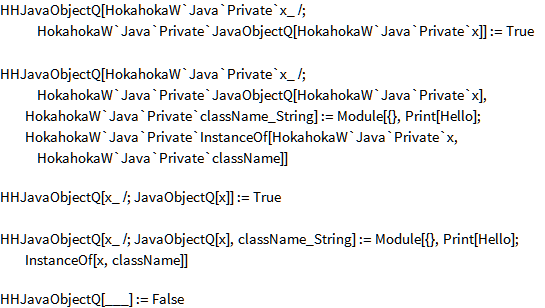 HHJavaObjectQ[HokahokaW`Java`Private`x_ /;
HokahokaW`Java`Private`JavaObjectQ[HokahokaW`Java`Private`x]] := True
HHJavaObjectQ[HokahokaW`Java`Private`x_ /;
HokahokaW`Java`Private`JavaObjectQ[HokahokaW`Java`Private`x],
HokahokaW`Java`Private`className_String] := Module[{}, Print[Hello];
HokahokaW`Java`Private`InstanceOf[HokahokaW`Java`Private`x,
HokahokaW`Java`Private`className]]
HHJavaObjectQ[x_ /; JavaObjectQ[x]] := True
HHJavaObjectQ[x_ /; JavaObjectQ[x], className_String] := Module[{}, Print[Hello];
InstanceOf[x, className]]
HHJavaObjectQ[___] := False